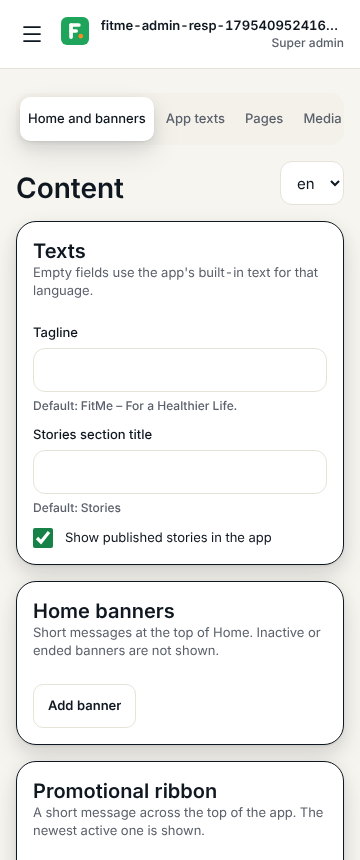 F.
fitme-admin-resp-179540952416...
Super admin
Home and banners App texts Pages Media
Content
en
Texts
Empty fields use the app's built-in text for that
language.
Tagline
Default: FitMe – For a Healthier Life.
Stories section title
Default: Stories
Show published stories in the app
Home banners
Short messages at the top of Home. Inactive or
ended banners are not shown.
Add banner
Promotional ribbon
A short message across the top of the app. The
newest active one is shown.